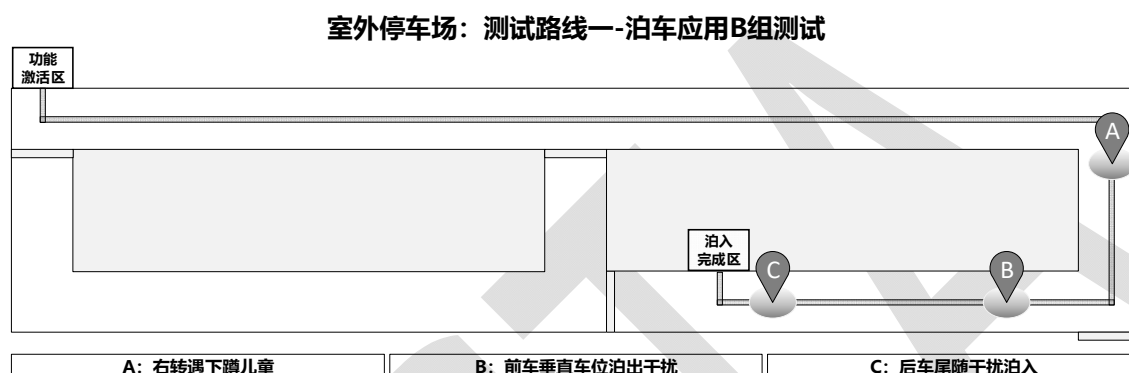 室外停车场：测试路线一-泊车应用B组测试
功能
激活区
A
泊入
完成区
C
B
A：右转遇下蹲儿童
B：前车垂直车位泊出干扰
C：后车尾随干扰泊入